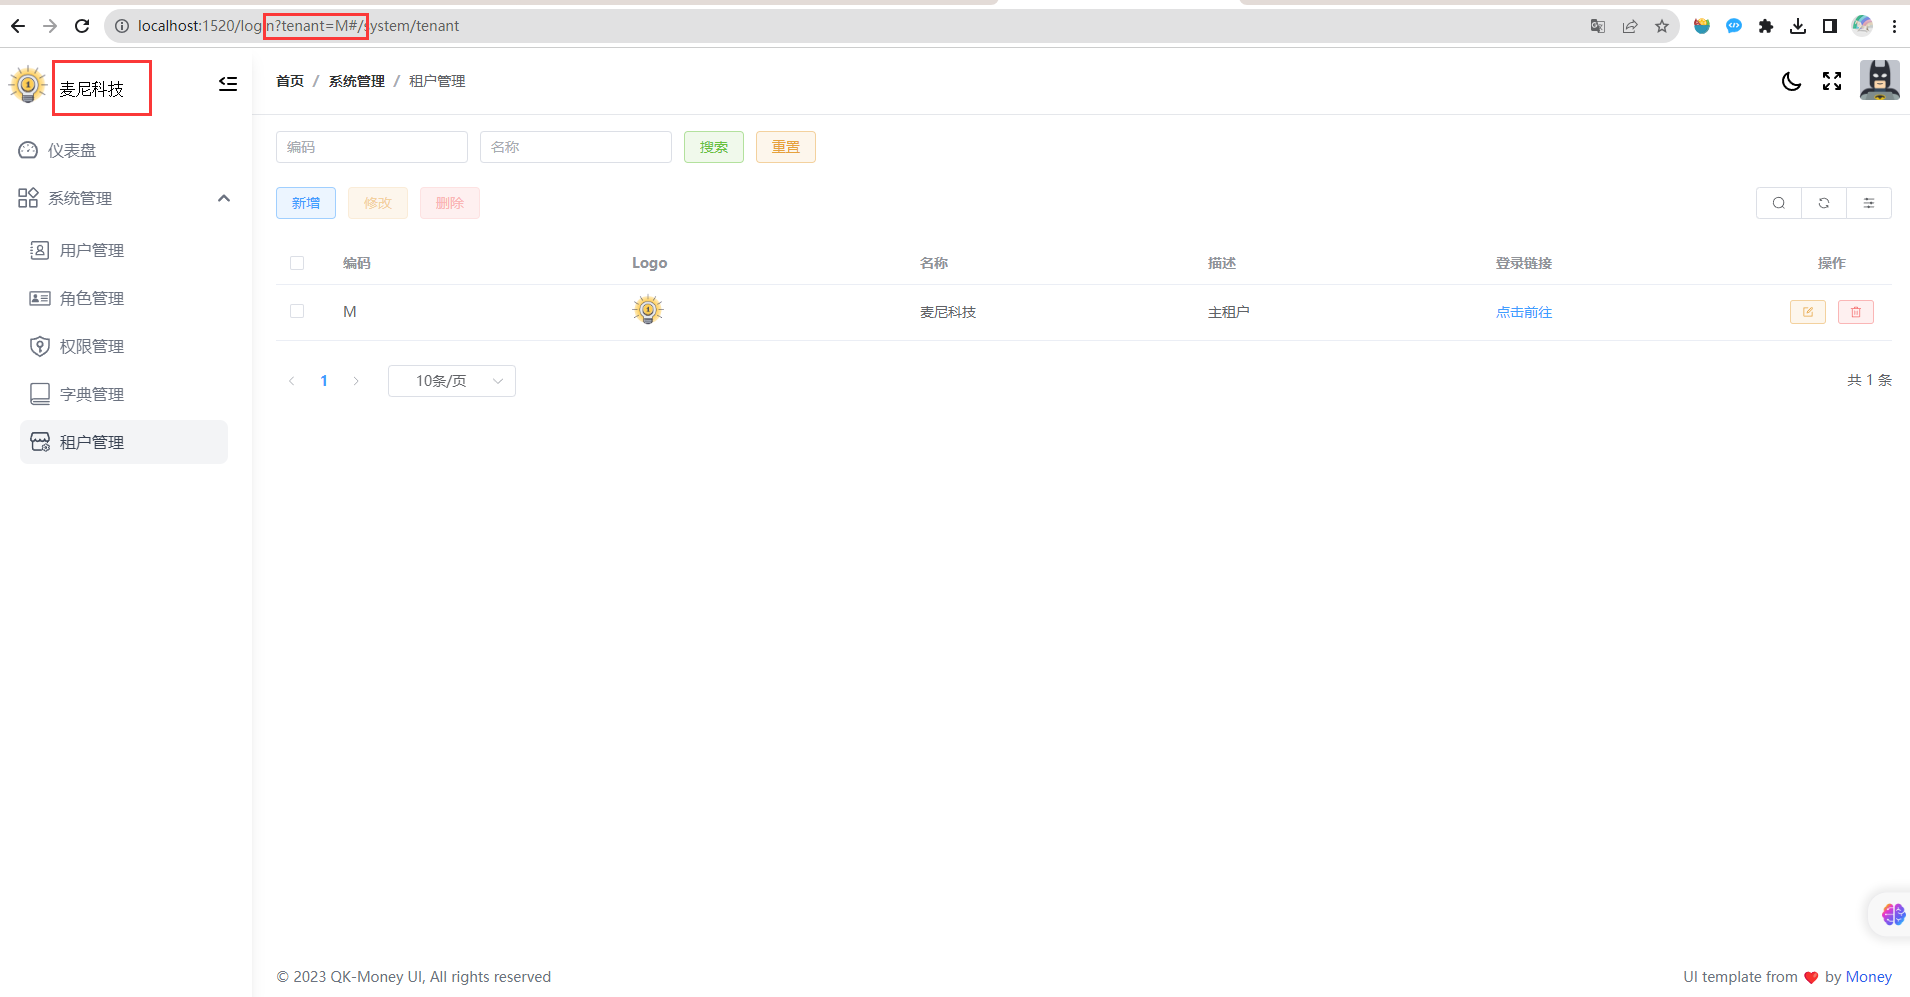 localhost:1520/login?tenant=M#/system/tenant
麦尼科技
首页 / 系统管理 / 租户管理
仪表盘
系统管理
用户管理
角色管理
权限管理
字典管理
租户管理
编码 名称 搜索 重置
新增 修改 删除
编码 Logo 名称 描述 登录链接 操作
M 麦尼科技 主租户 点击前往
1 10条/页 共 1 条
© 2023 QK-Money UI, All rights reserved
UI template from ❤️ by Money